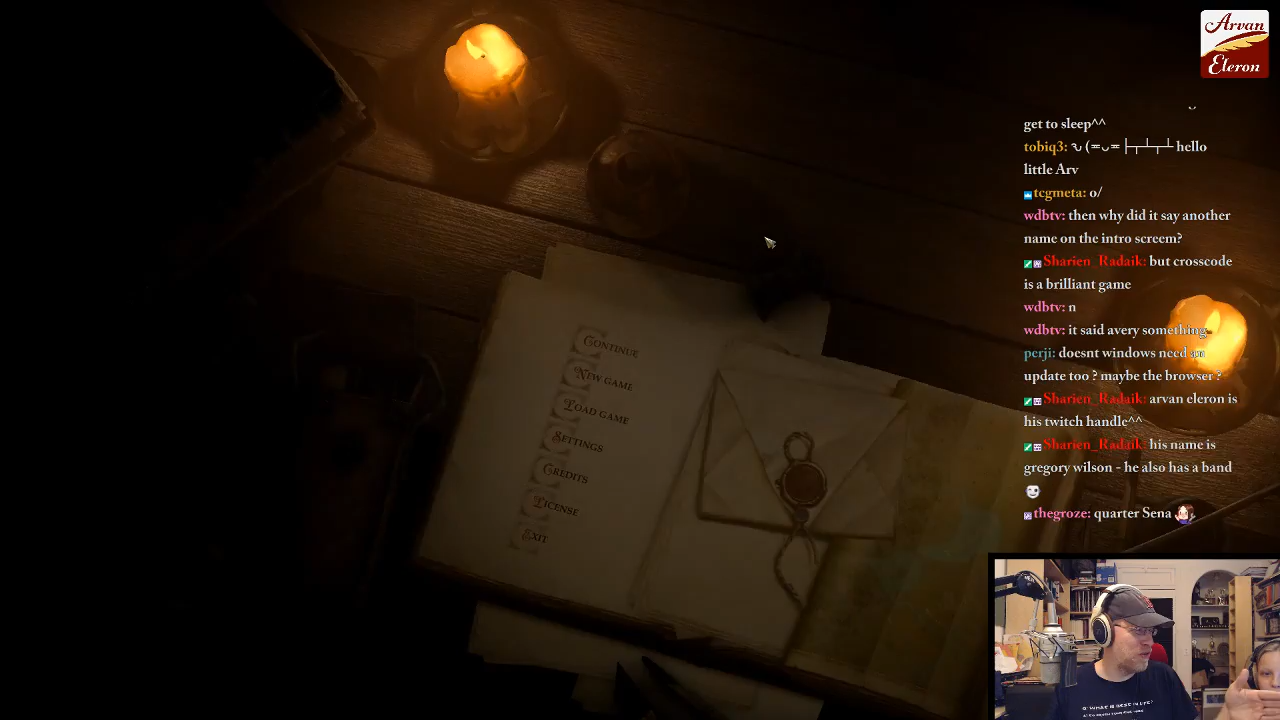 Arvan
Eleron
get to sleep^^
tobiq3: hello
little Arv
tcgmeta: o/
wdbtv: then why did it say another
name on the intro screem?
Sharien_Radaik: but crosscode
is a brilliant game
wdbtv: n
wdbtv: it said avery something
perji: doesnt windows need an
update too ? maybe the browser ?
Sharien_Radaik: arvan eleron is
his twitch handle^^
Sharien_Radaik: his name is
gregory wilson - he also has a band
thegroze: quarter Sena
Continue
New game
Load game
Settings
Credits
License
Exit